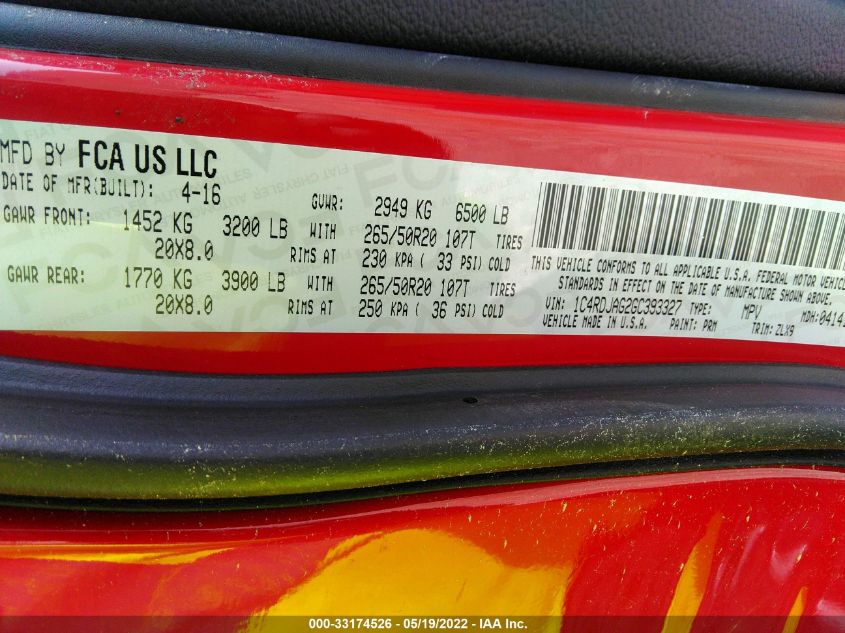 MFD BY FCA US LLC
DATE OF MFR(BUILT): 4-16 GVWR: 2949 KG 6500 LB
GAWR FRONT: 1452 KG 3200 LB WITH 265/50R20 107T TIRES
20X8.0 RIMS AT 230 KPA ( 33 PSI) COLD
GAWR REAR: 1770 KG 3900 LB WITH 265/50R20 107T TIRES
20X8.0 RIMS AT 250 KPA ( 36 PSI) COLD
THIS VEHICLE CONFORMS TO ALL APPLICABLE U.S.A. FEDERAL MOTOR
STANDARDS IN EFFECT ON THE DATE OF MANUFACTURE SHOWN ABOVE.
VIN: 1C4RDJAG2GC393327 TYPE: MPV MDH:
VEHICLE MADE IN U.S.A. PAINT: PRM TRIM: ZLX9
000-33174526 - 05/19/2022 - IAA Inc.